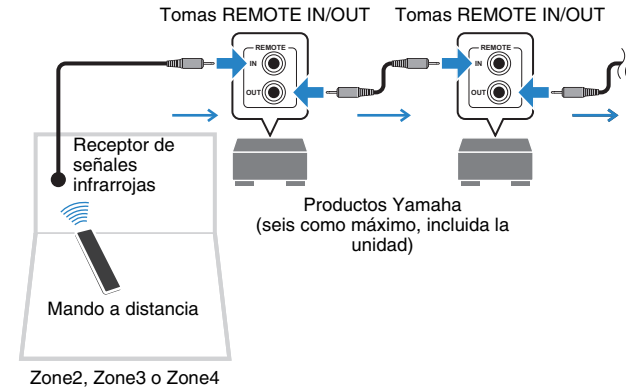 Tomas REMOTE IN/OUT
Tomas REMOTE IN/OUT
REMOTE
IN
OUT
REMOTE
IN
OUT
Receptor de
señales
infrarrojas
Productos Yamaha
(seis como máximo, incluida la
unidad)
Mando a distancia
Zone2, Zone3 o Zone4